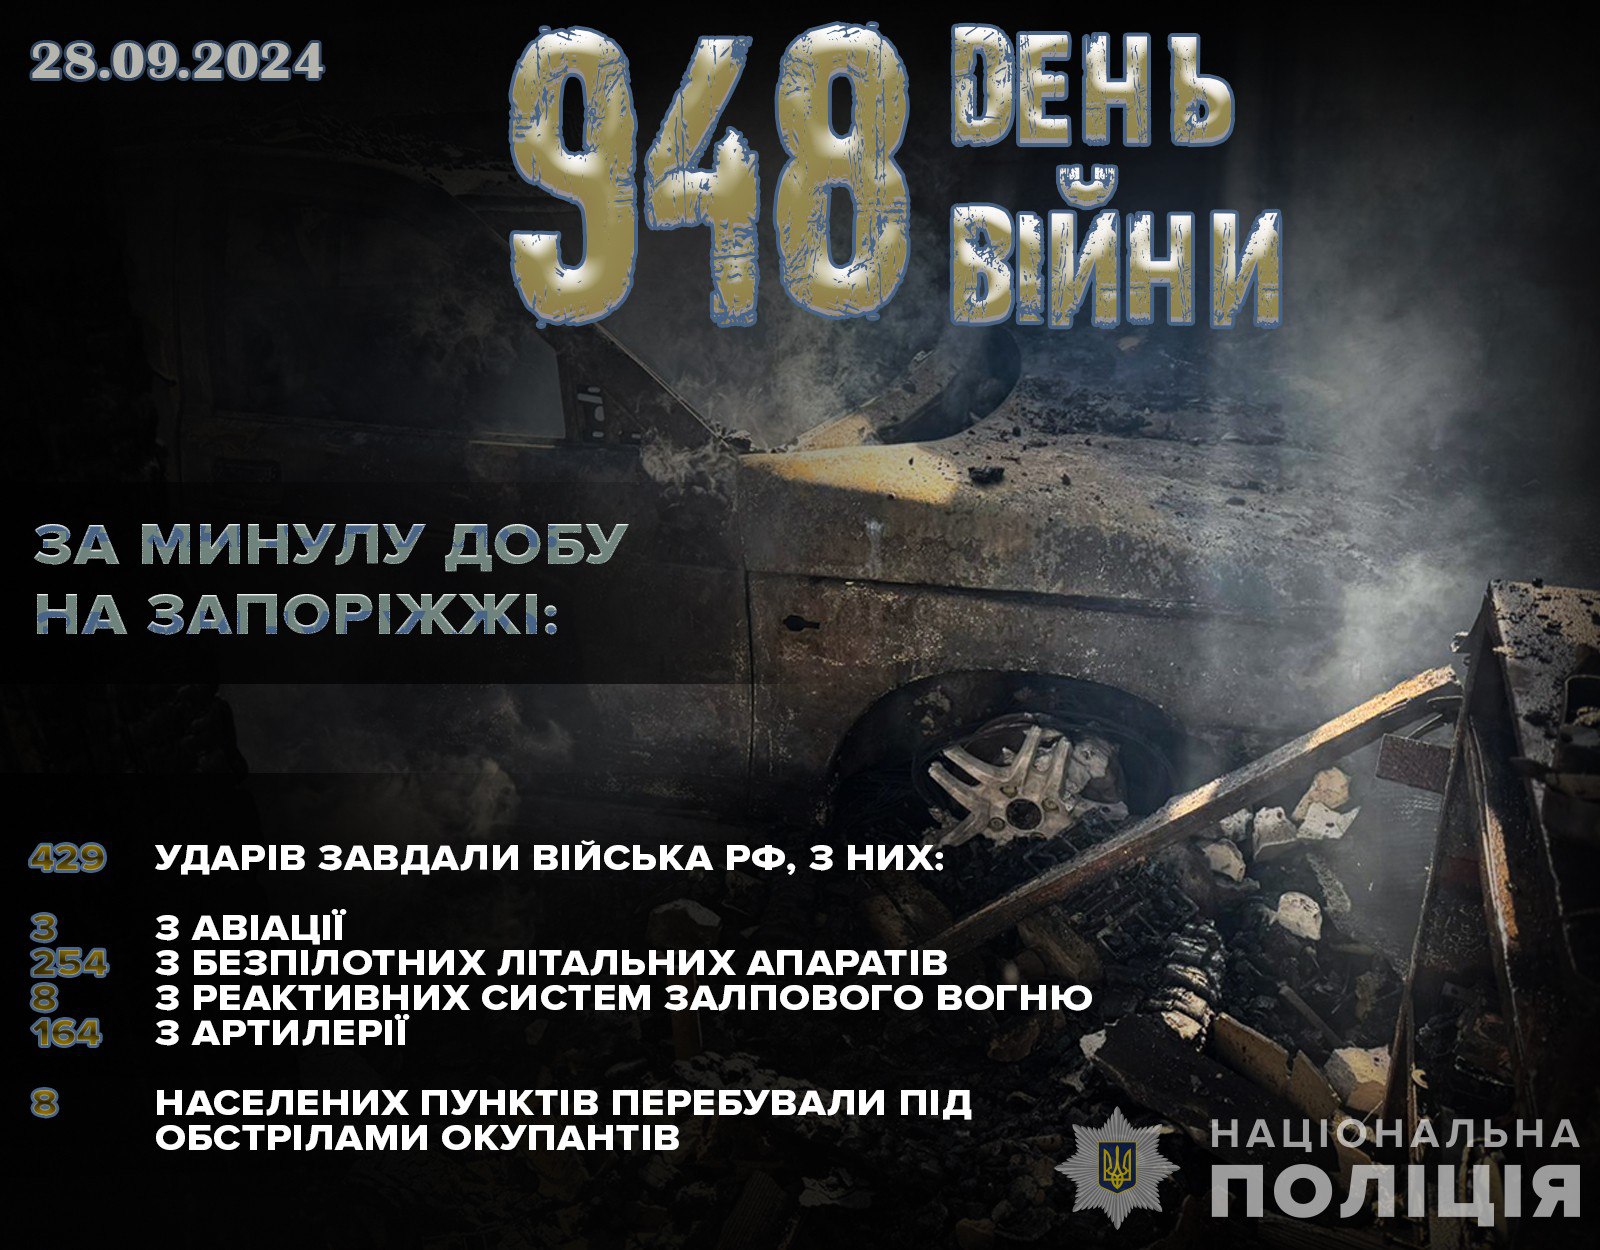 28.09.2024
948 ДЕНЬ
ВІЙНИ
ЗА МИНУЛУ ДОБУ
НА ЗАПОРІЖЖІ:
429 УДАРІВ ЗАВДАЛИ ВІЙСЬКА РФ, З НИХ:
3 З АВІАЦІЇ
254 З БЕЗПІЛОТНИХ ЛІТАЛЬНИХ АПАРАТІВ
8 З РЕАКТИВНИХ СИСТЕМ ЗАЛПОВОГО ВОГНЮ
164 З АРТИЛЕРІЇ
8 НАСЕЛЕНИХ ПУНКТІВ ПЕРЕБУВАЛИ ПІД
ОБСТРІЛАМИ ОКУПАНТІВ
НАЦІОНАЛЬНА
ПОЛІЦІЯ